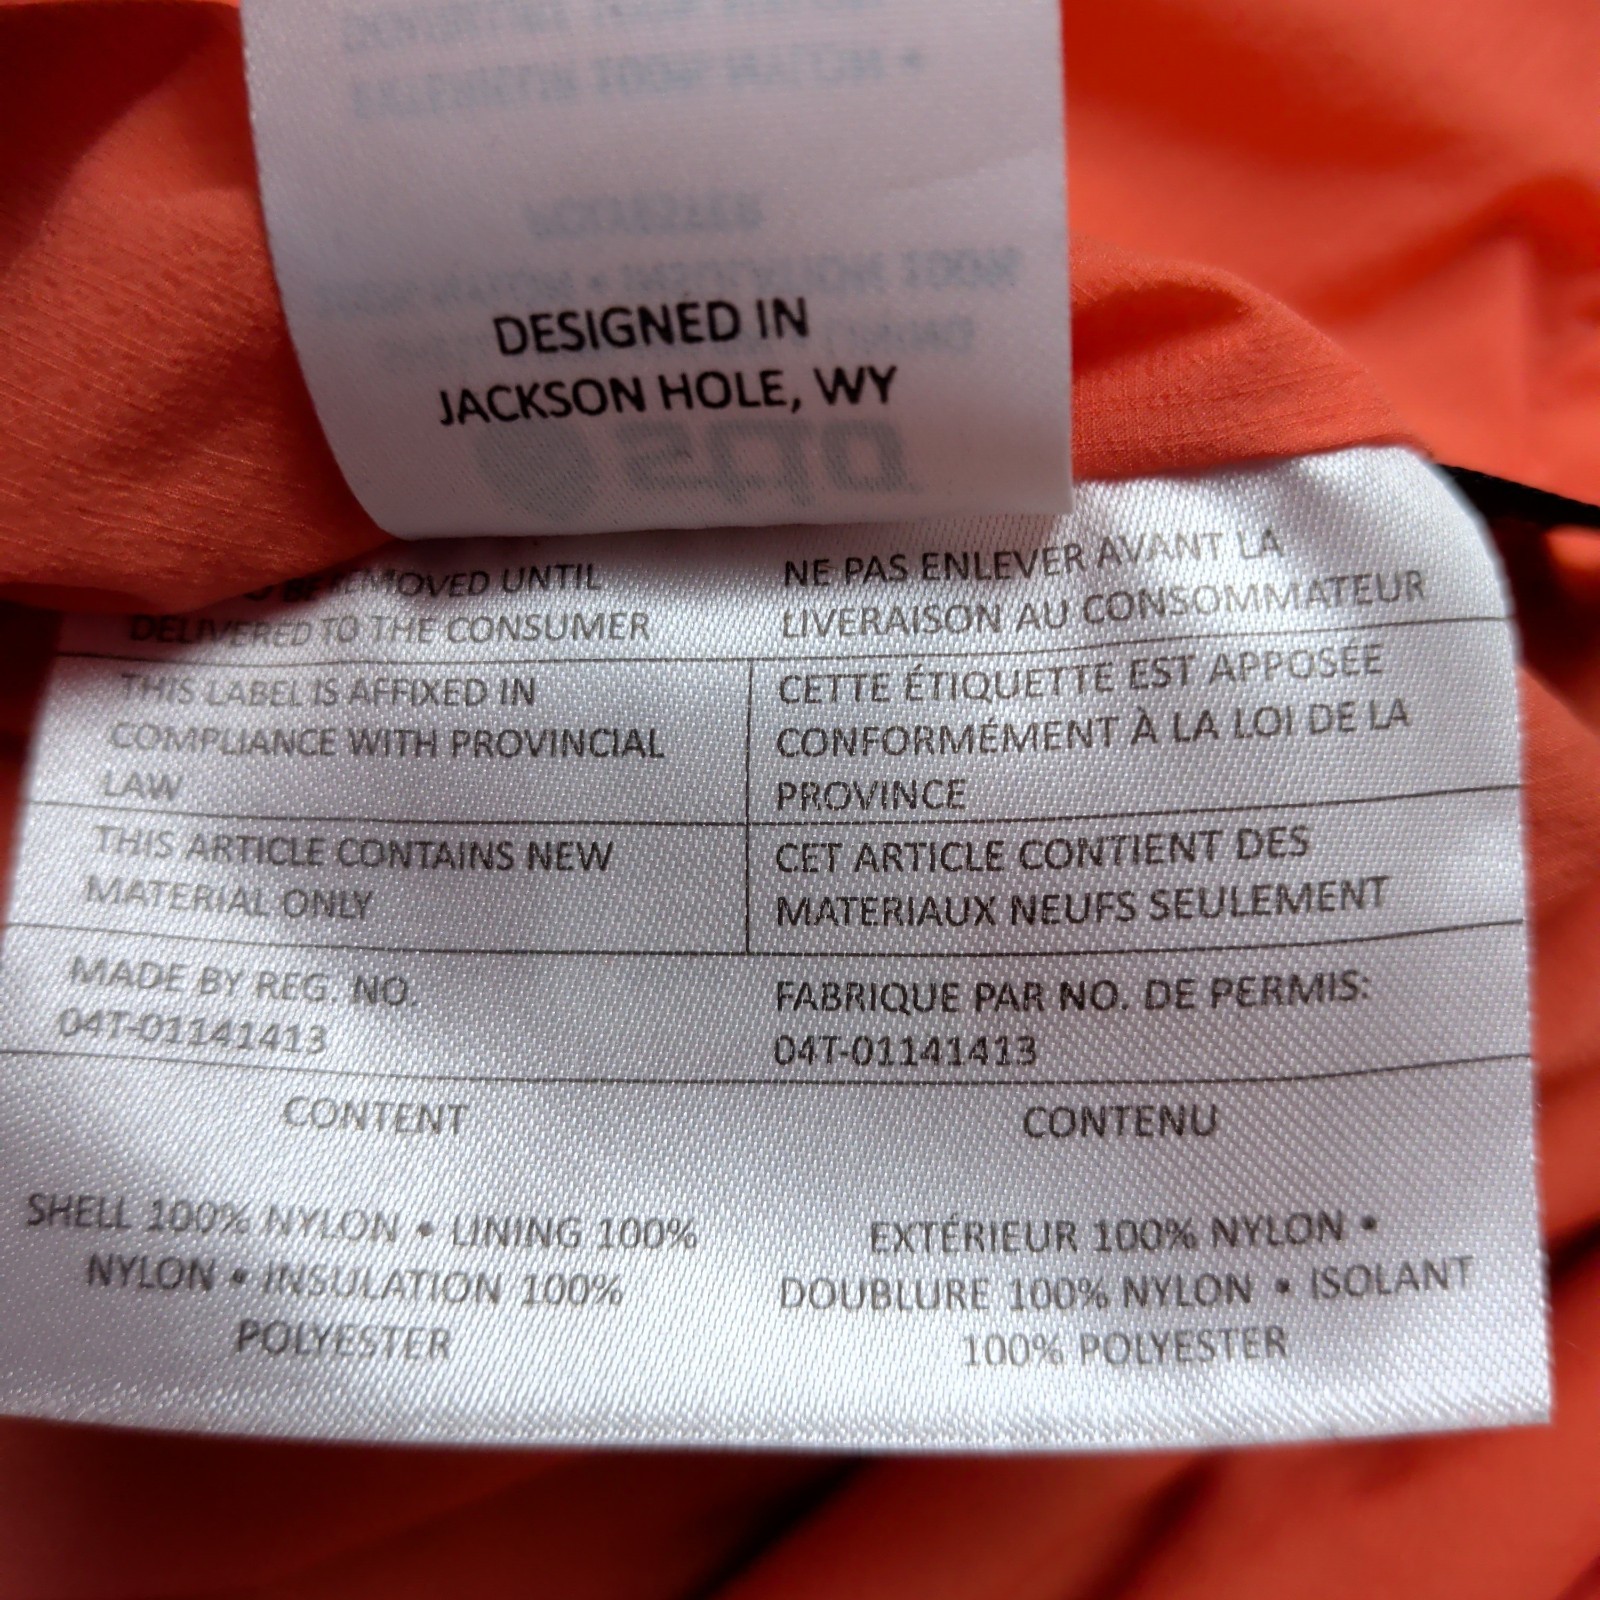 DESIGNED IN
JACKSON HOLE, WY
BE REMOVED UNTIL
DELIVERED TO THE CONSUMER
NE PAS ENLEVER AVANT LA
LIVERAISON AU CONSOMMATEUR
THIS LABEL IS AFFIXED IN
COMPLIANCE WITH PROVINCIAL
LAW
CETTE ÉTIQUETTE EST APPOSÉE
CONFORMÉMENT À LA LOI DE LA
PROVINCE
THIS ARTICLE CONTAINS NEW
MATERIAL ONLY
CET ARTICLE CONTIENT DES
MATERIAUX NEUFS SEULEMENT
MADE BY REG. NO.
04T-01141413
FABRIQUE PAR NO. DE PERMIS:
04T-01141413
CONTENT
SHELL 100% NYLON • LINING 100%
NYLON • INSULATION 100%
POLYESTER
CONTENU
EXTÉRIEUR 100% NYLON •
DOUBLURE 100% NYLON • ISOLANT
100% POLYESTER